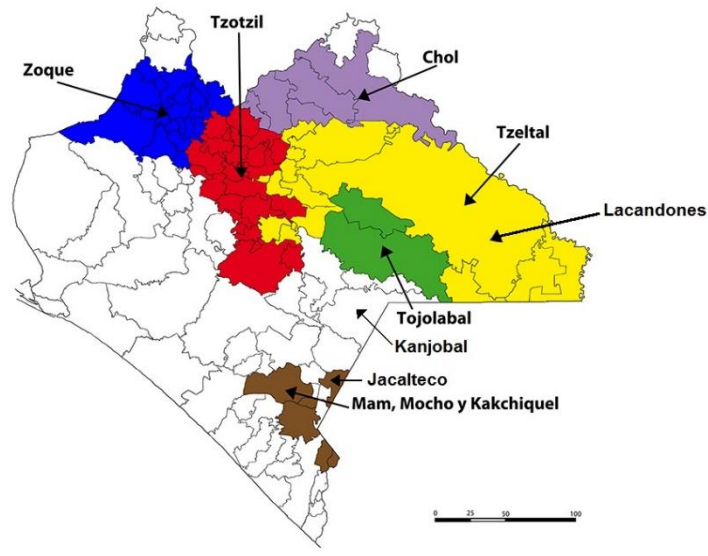 Tzotzil
Zoque
Chol
Tzeltal
Lacandones
Tojolabal
Kanjobal
Jacalteco
Mam, Mocho y Kakchiquel
0 25 50 100